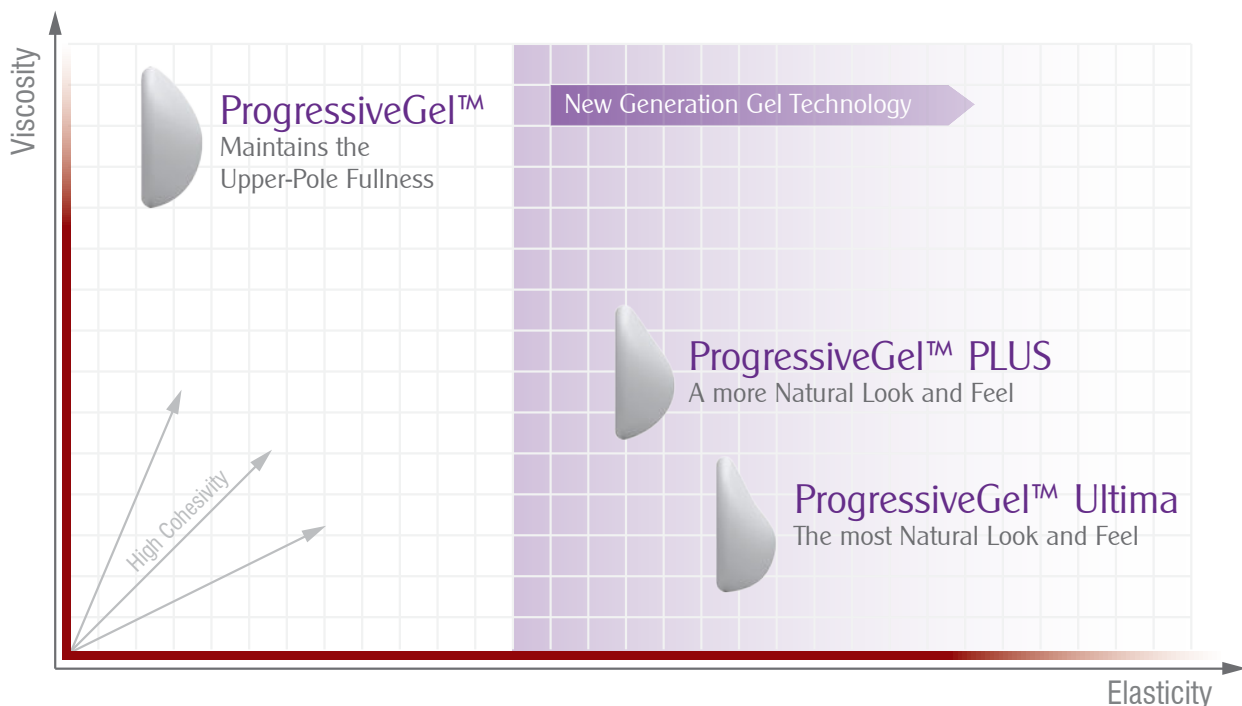 Viscosity
ProgressiveGel™
Maintains the
Upper-Pole Fullness
New Generation Gel Technology
ProgressiveGel™ PLUS
A more Natural Look and Feel
High Cohesivity
ProgressiveGel™ Ultima
The most Natural Look and Feel
Elasticity